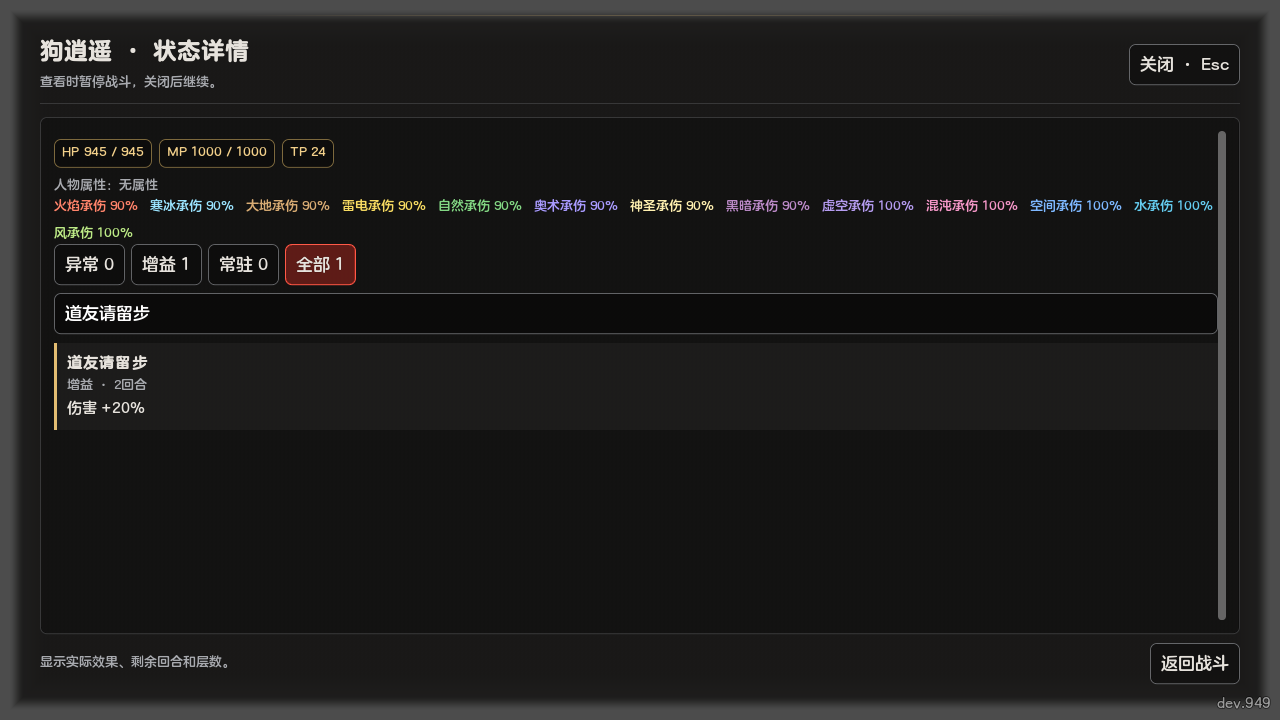 狗逍遥 · 状态详情
查看时暂停战斗，关闭后继续。
关闭 · Esc
HP 945 / 945 MP 1000 / 1000 TP 24
人物属性：无属性
火焰承伤 90% 寒冰承伤 90% 大地承伤 90% 雷电承伤 90% 自然承伤 90% 奥术承伤 90% 神圣承伤 90% 黑暗承伤 90% 虚空承伤 100% 混沌承伤 100% 空间承伤 100% 水承伤 100%
风承伤 100%
异常 0 增益 1 常驻 0 全部 1
道友请留步
道友请留步
增益 · 2回合
伤害 +20%
显示实际效果、剩余回合和层数。
返回战斗
dev.949